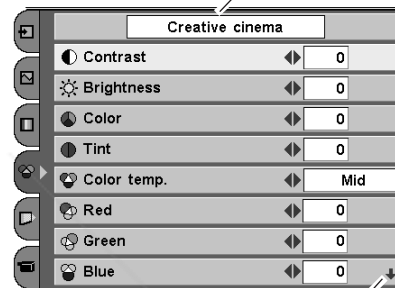 Creative cinema
Contrast 0
Brightness 0
Color 0
Tint 0
Color temp. Mid
Red 0
Green 0
Blue 0